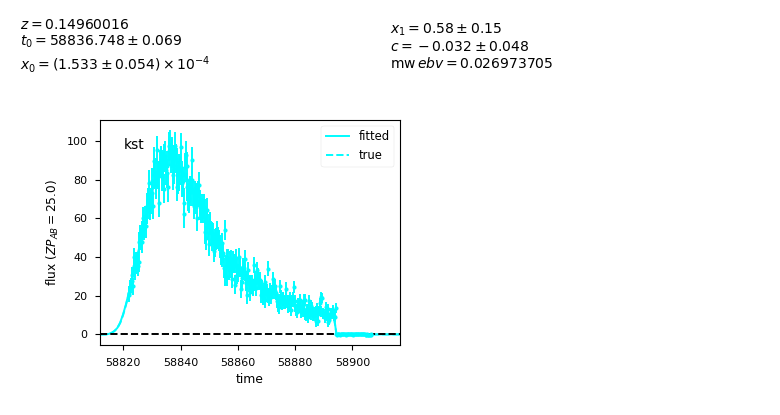 z = 0.14960016
t₀ = 58836.748 ± 0.069
x₀ = (1.533 ± 0.054) × 10⁻⁴
x₁ = 0.58 ± 0.15
c = −0.032 ± 0.048
mw ebv = 0.026973705
kst
fitted
true
flux (ZP_AB = 25.0)
100
80
60
40
20
0
58820 58840 58860 58880 58900
time